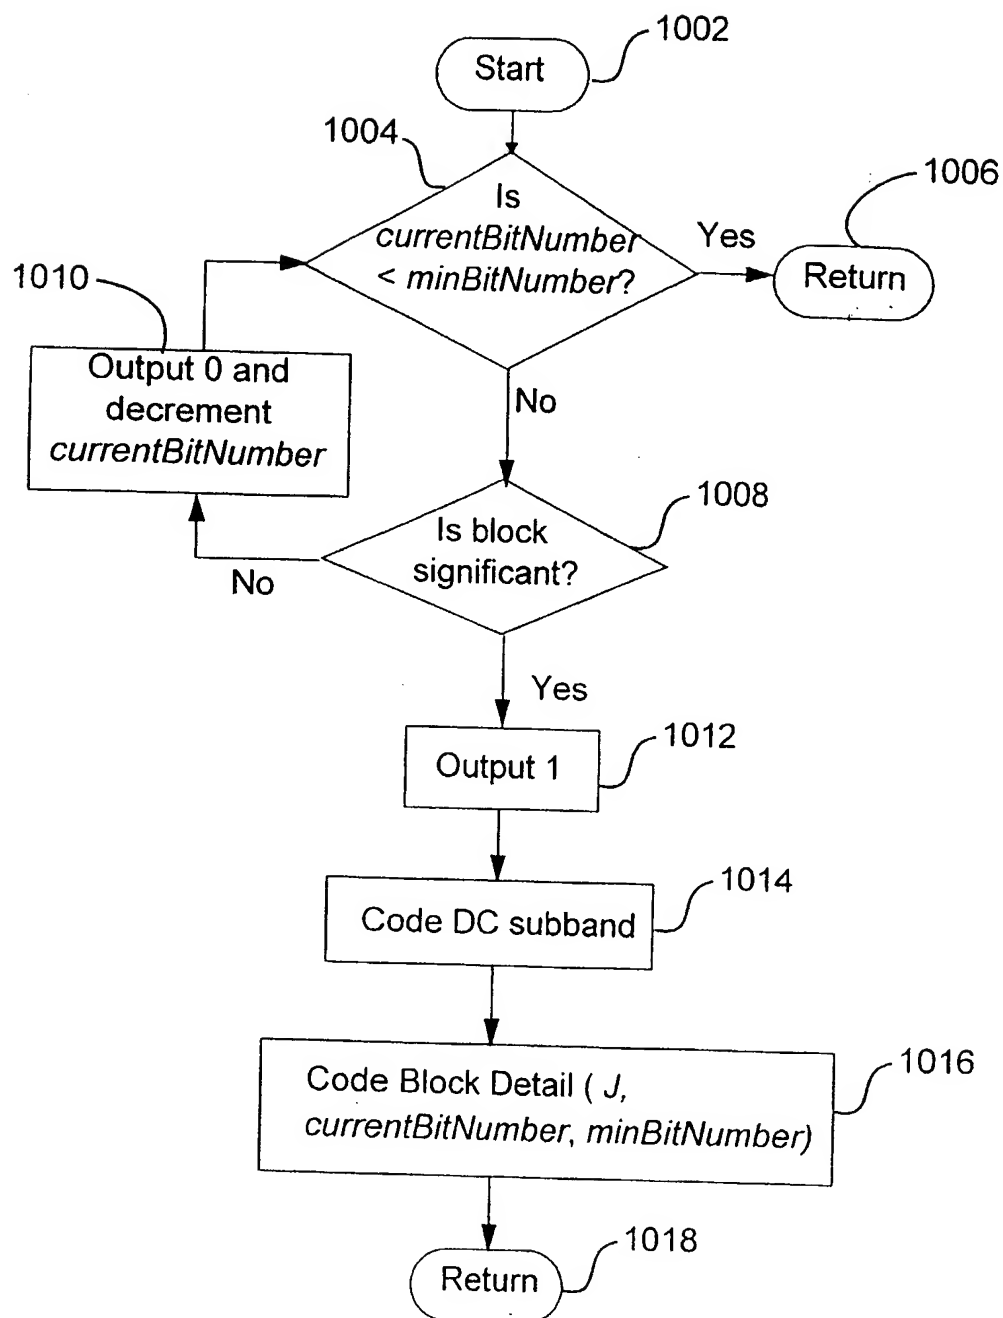 1002
Start
1004
Is
currentBitNumber
< minBitNumber?
Yes
1006
Return
1010
Output 0 and
decrement
currentBitNumber
No
1008
Is block
significant?
No
Yes
1012
Output 1
1014
Code DC subband
1016
Code Block Detail ( J,
currentBitNumber, minBitNumber)
1018
Return